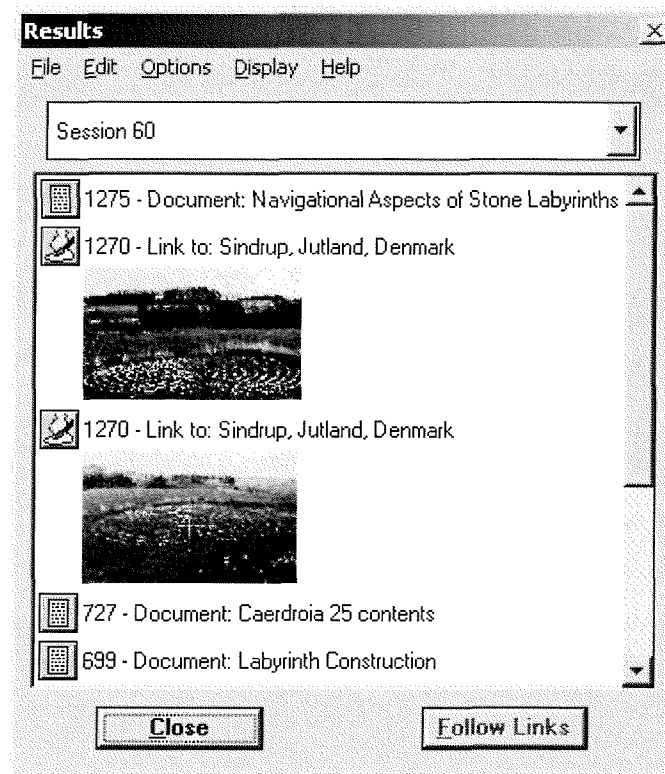 Results
File Edit Options Display Help
Session 60
1275 - Document: Navigational Aspects of Stone Labyrinths
1270 - Link to: Sindrup, Jutland, Denmark
1270 - Link to: Sindrup, Jutland, Denmark
727 - Document: Caerdroia 25 contents
699 - Document: Labyrinth Construction
Close Follow Links